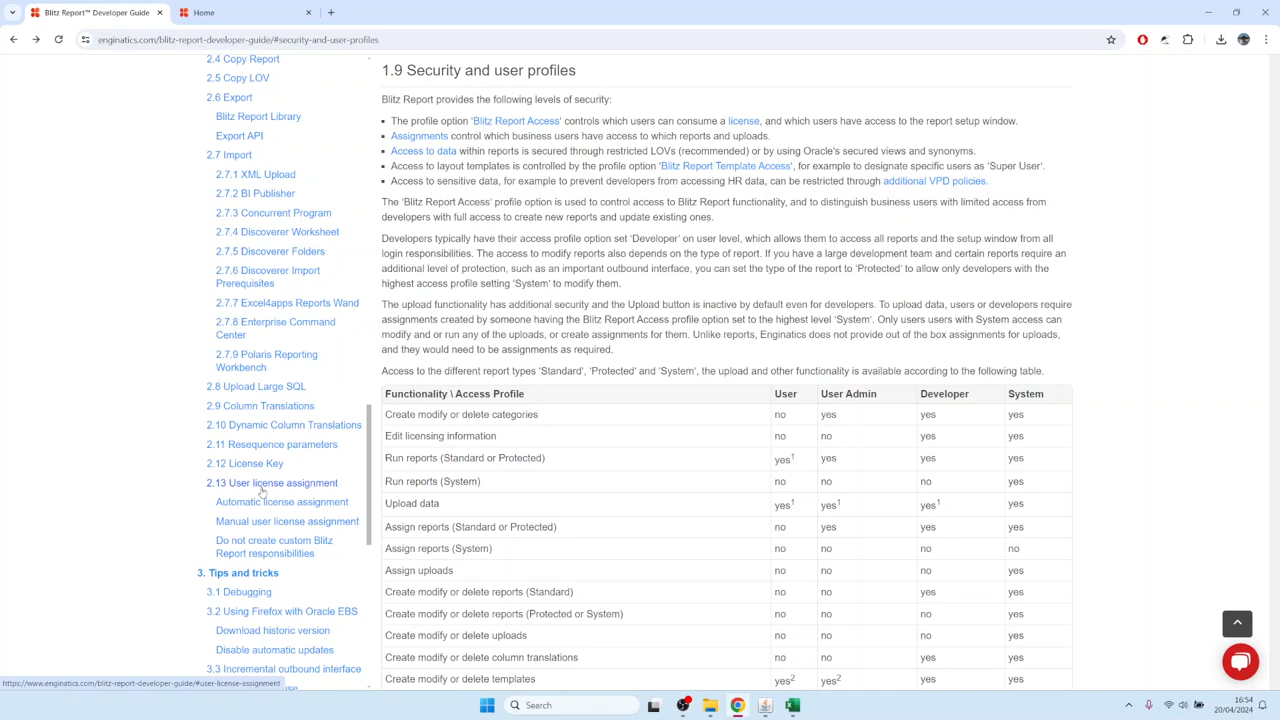 Blitz Report™ Developer Guide
Home
enginatics.com/blitz-report-developer-guide/#security-and-user-profiles
2.4 Copy Report
2.5 Copy LOV
2.6 Export
Blitz Report Library
Export API
2.7 Import
2.7.1 XML Upload
2.7.2 BI Publisher
2.7.3 Concurrent Program
2.7.4 Discoverer Worksheet
2.7.5 Discoverer Folders
2.7.6 Discoverer Import
Prerequisites
2.7.7 Excel4apps Reports Wand
2.7.8 Enterprise Command
Center
2.7.9 Polaris Reporting
Workbench
2.8 Upload Large SQL
2.9 Column Translations
2.10 Dynamic Column Translations
2.11 Resequence parameters
2.12 License Key
2.13 User license assignment
Automatic license assignment
Manual user license assignment
Do not create custom Blitz
Report responsibilities
3. Tips and tricks
3.1 Debugging
3.2 Using Firefox with Oracle EBS
Download historic version
Disable automatic updates
3.3 Incremental outbound interface
https://www.enginatics.com/blitz-report-developer-guide/#user-license-assignment
1.9 Security and user profiles
Blitz Report provides the following levels of security:
▪ The profile option 'Blitz Report Access' controls which users can consume a license, and which users have access to the report setup window.
▪ Assignments control which business users have access to which reports and uploads.
▪ Access to data within reports is secured through restricted LOVs (recommended) or by using Oracle's secured views and synonyms.
▪ Access to layout templates is controlled by the profile option 'Blitz Report Template Access', for example to designate specific users as 'Super User'.
▪ Access to sensitive data, for example to prevent developers from accessing HR data, can be restricted through additional VPD policies.
The 'Blitz Report Access' profile option is used to control access to Blitz Report functionality, and to distinguish business users with limited access from
developers with full access to create new reports and update existing ones.
Developers typically have their access profile option set 'Developer' on user level, which allows them to access all reports and the setup window from all
login responsibilities. The access to modify reports also depends on the type of report. If you have a large development team and certain reports require an
additional level of protection, such as an important outbound interface, you can set the type of the report to 'Protected' to allow only developers with the
highest access profile setting 'System' to modify them.
The upload functionality has additional security and the Upload button is inactive by default even for developers. To upload data, users or developers require
assignments created by someone having the Blitz Report Access profile option set to the highest level 'System'. Only users users with System access can
modify and or run any of the uploads, or create assignments for them. Unlike reports, Enginatics does not provide out of the box assignments for uploads,
and they would need to be assignments as required.
Access to the different report types 'Standard', 'Protected' and 'System', the upload and other functionality is available according to the following table.
Functionality \ Access Profile User User Admin Developer System
Create modify or delete categories no yes yes yes
Edit licensing information no no yes yes
Run reports (Standard or Protected) yes1 yes yes yes
Run reports (System) no no no yes
Upload data yes1 yes1 yes1 yes
Assign reports (Standard or Protected) no yes yes yes
Assign reports (System) no no no no
Assign uploads no no no yes
Create modify or delete reports (Standard) no no yes yes
Create modify or delete reports (Protected or System) no no no yes
Create modify or delete uploads no no no yes
Create modify or delete column translations no no yes yes
Create modify or delete templates yes2 yes2 yes yes
Search
16:54
20/04/2024